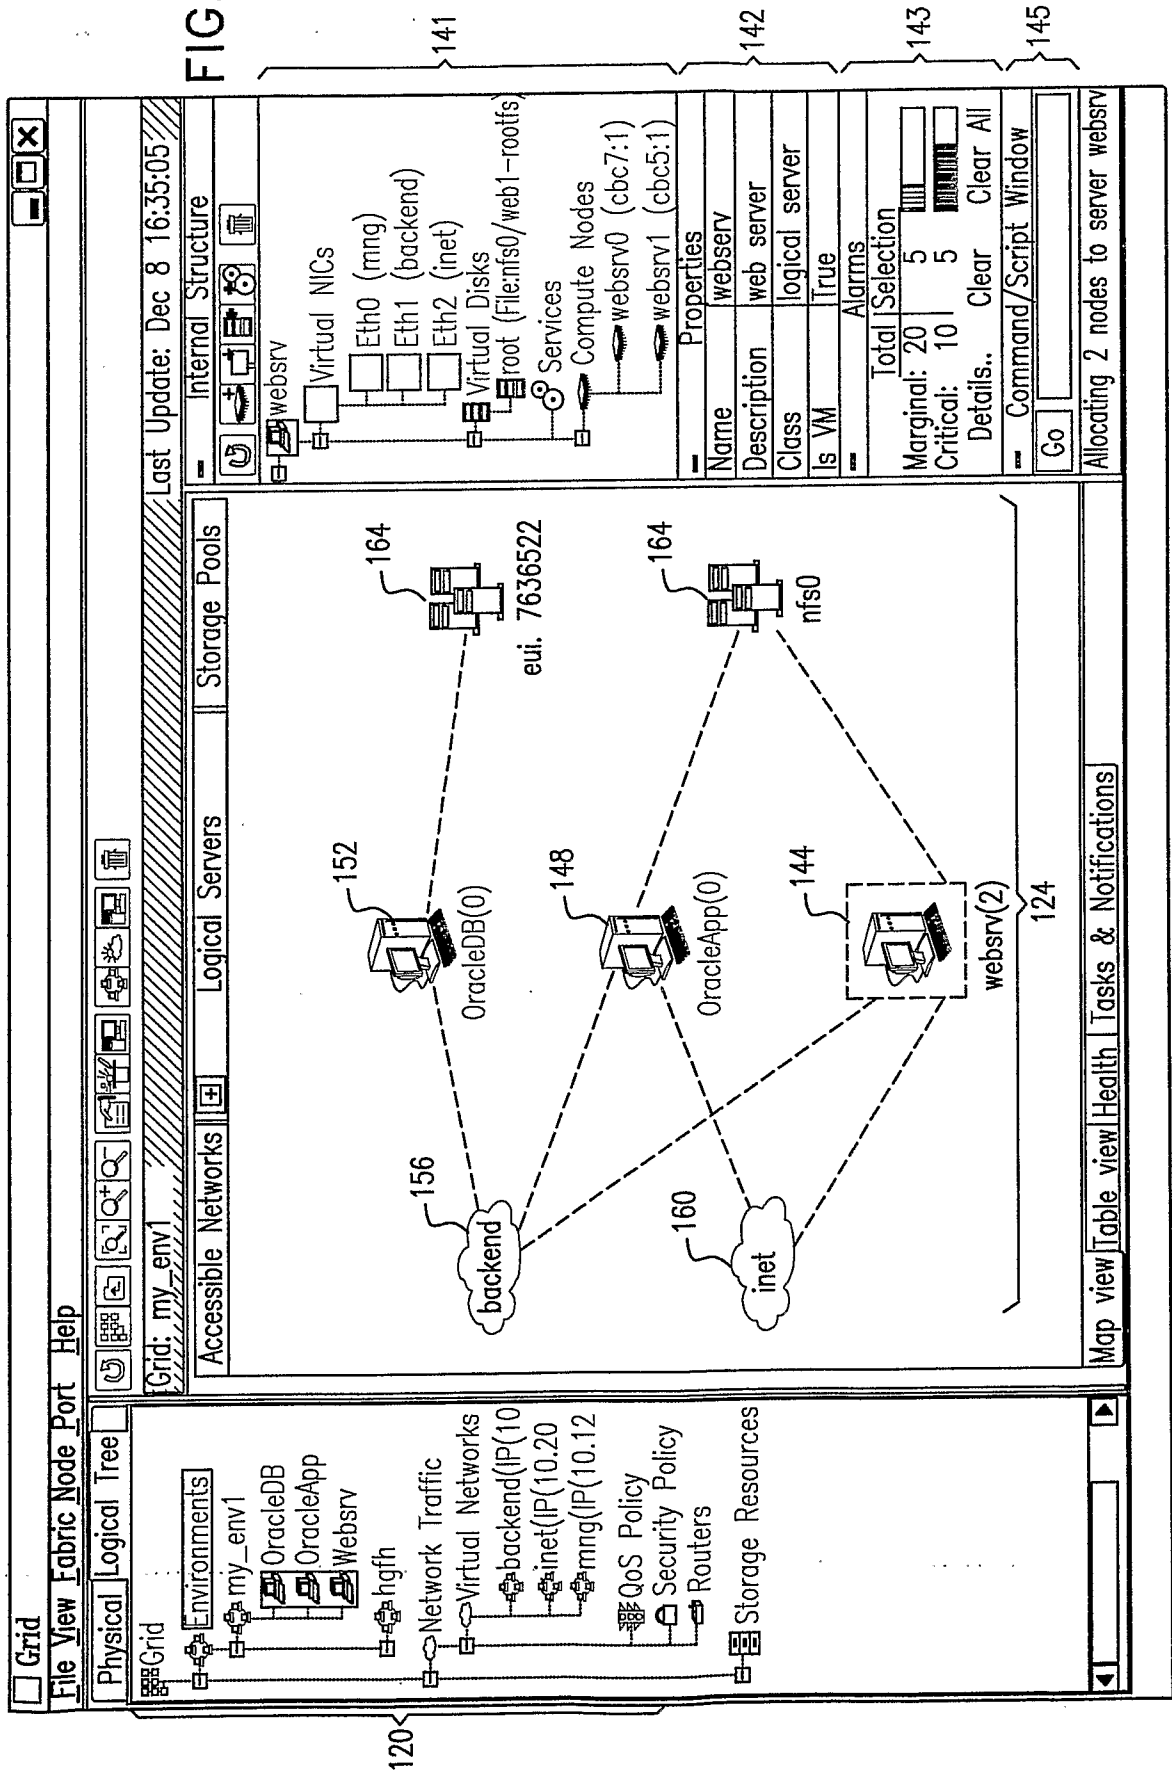 FIG.
Grid
File View Fabric Node Port Help
Physical Logical Tree
Grid
Environments
my_env1
OracleDB
OracleApp
Websrv
hgfh
Network Traffic
Virtual Networks
backend(IP(10
inet(IP(10.20
mng(IP(10.12
QoS Policy
Security Policy
Routers
Storage Resources
120
Grid: my_env1
Last Update: Dec 8 16:35:05
Accessible Networks
+
Logical Servers
Storage Pools
156
backend
160
inet
152
OracleDB(0)
148
OracleApp(0)
144
websrv(2)
164
eui. 7636522
164
nfs0
124
Map view Table view Health Tasks & Notifications
Internal Structure
websrv
Virtual NICs
Eth0 (mng)
Eth1 (backend)
Eth2 (inet)
Virtual Disks
root (File:nfs0/web1-rootfs)
Services
Compute Nodes
websrv0 (cbc7:1)
websrv1 (cbc5:1)
141
Properties
Name webserv
Description web server
Class logical server
Is VM True
142
Alarms
Total Selection
Marginal: 20 5
Critical: 10 5
Details.. Clear Clear All
143
Command/Script Window
Go
145
Allocating 2 nodes to server websrv